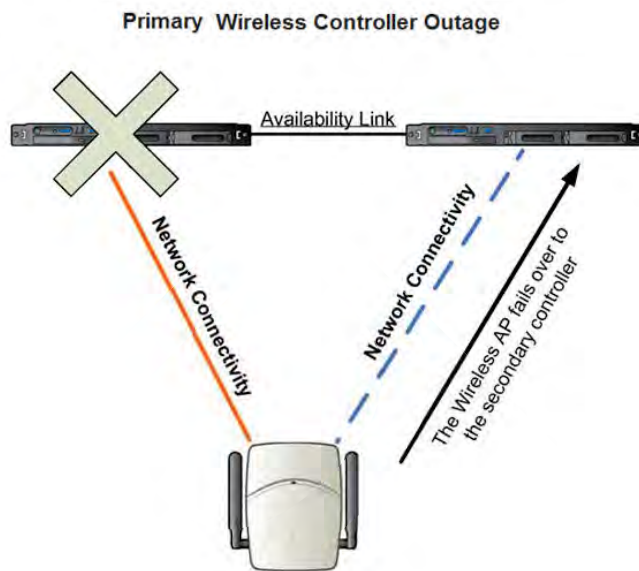 Primary Wireless Controller Outage
Availability Link
Network Connectivity
Network Connectivity
The Wireless AP fails over to
the secondary controller